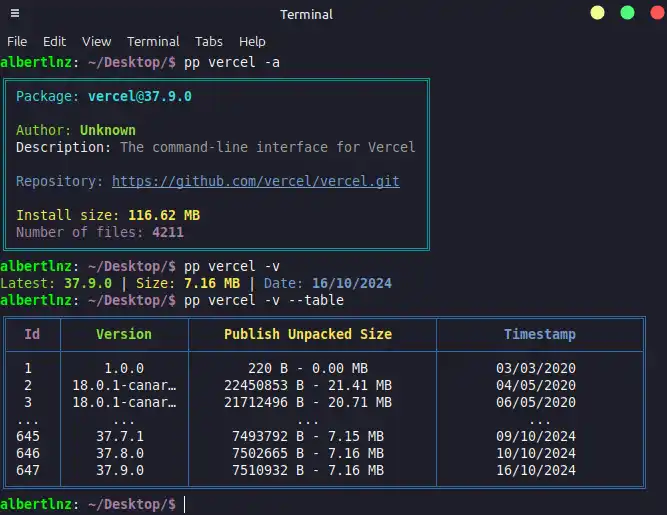 Terminal
File Edit View Terminal Tabs Help
albertlnz: ~/Desktop/$ pp vercel -a
Package: vercel@37.9.0
Author: Unknown
Description: The command-line interface for Vercel
Repository: https://github.com/vercel/vercel.git
Install size: 116.62 MB
Number of files: 4211
albertlnz: ~/Desktop/$ pp vercel -v
Latest: 37.9.0 | Size: 7.16 MB | Date: 16/10/2024
albertlnz: ~/Desktop/$ pp vercel -v --table
Id Version Publish Unpacked Size Timestamp
1 1.0.0 220 B - 0.00 MB 03/03/2020
2 18.0.1-canar… 22450853 B - 21.41 MB 04/05/2020
3 18.0.1-canar… 21712496 B - 20.71 MB 06/05/2020
... ... ... ...
645 37.7.1 7493792 B - 7.15 MB 09/10/2024
646 37.8.0 7502665 B - 7.16 MB 10/10/2024
647 37.9.0 7510932 B - 7.16 MB 16/10/2024
albertlnz: ~/Desktop/$